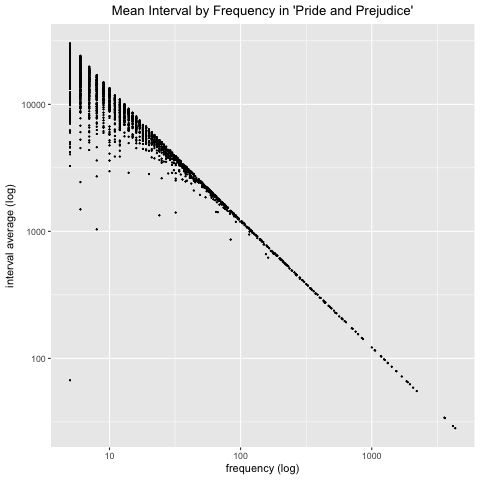 Mean Interval by Frequency in 'Pride and Prejudice'
interval average (log)
10000
1000
100
10
100
1000
frequency (log)